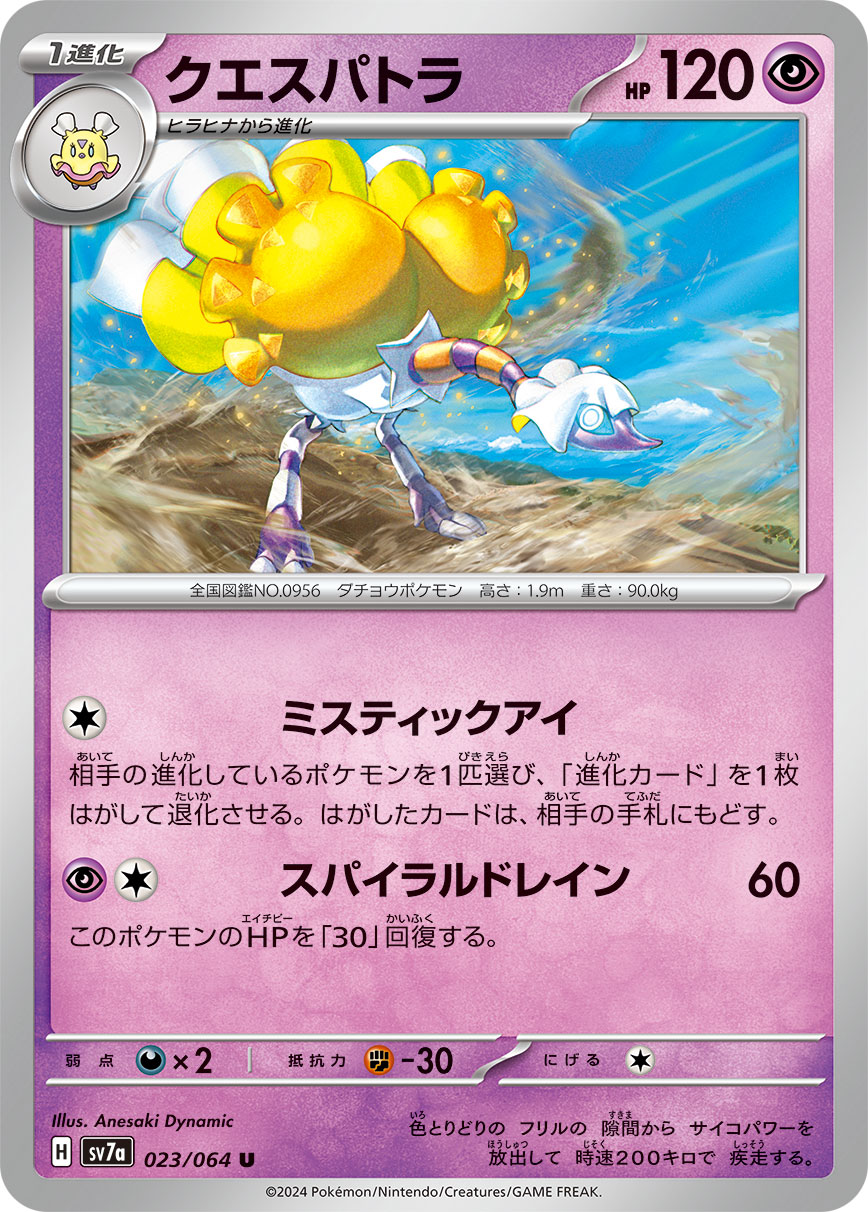 1進化
クエスパトラ
HP 120
ヒラヒナから進化
全国図鑑NO.0956 ダチョウポケモン 高さ:1.9m 重さ:90.0kg
ミスティックアイ
相手の進化しているポケモンを1匹選び、「進化カード」を1枚
はがして退化させる。はがしたカードは、相手の手札にもどす。
スパイラルドレイン 60
このポケモンのHPを「30」回復する。
弱点 ×2 抵抗力 -30 にげる
Illus. Anesaki Dynamic
色とりどりの フリルの 隙間から サイコパワーを
放出して 時速200キロで 疾走する。
H sv7a 023/064 U
©2024 Pokémon/Nintendo/Creatures/GAME FREAK.